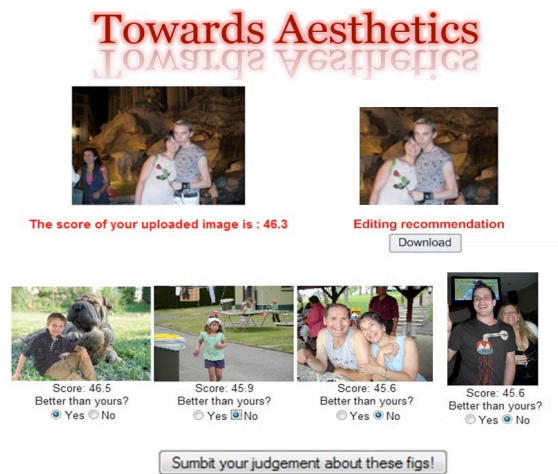 Towards Aesthetics
The score of your uploaded image is : 46.3
Editing recommendation
Download
Score: 46.5
Better than yours?
Yes No
Score: 45.9
Better than yours?
Yes No
Score: 45.6
Better than yours?
Yes No
Score: 45.6
Better than yours?
Yes No
Sumbit your judgement about these figs!